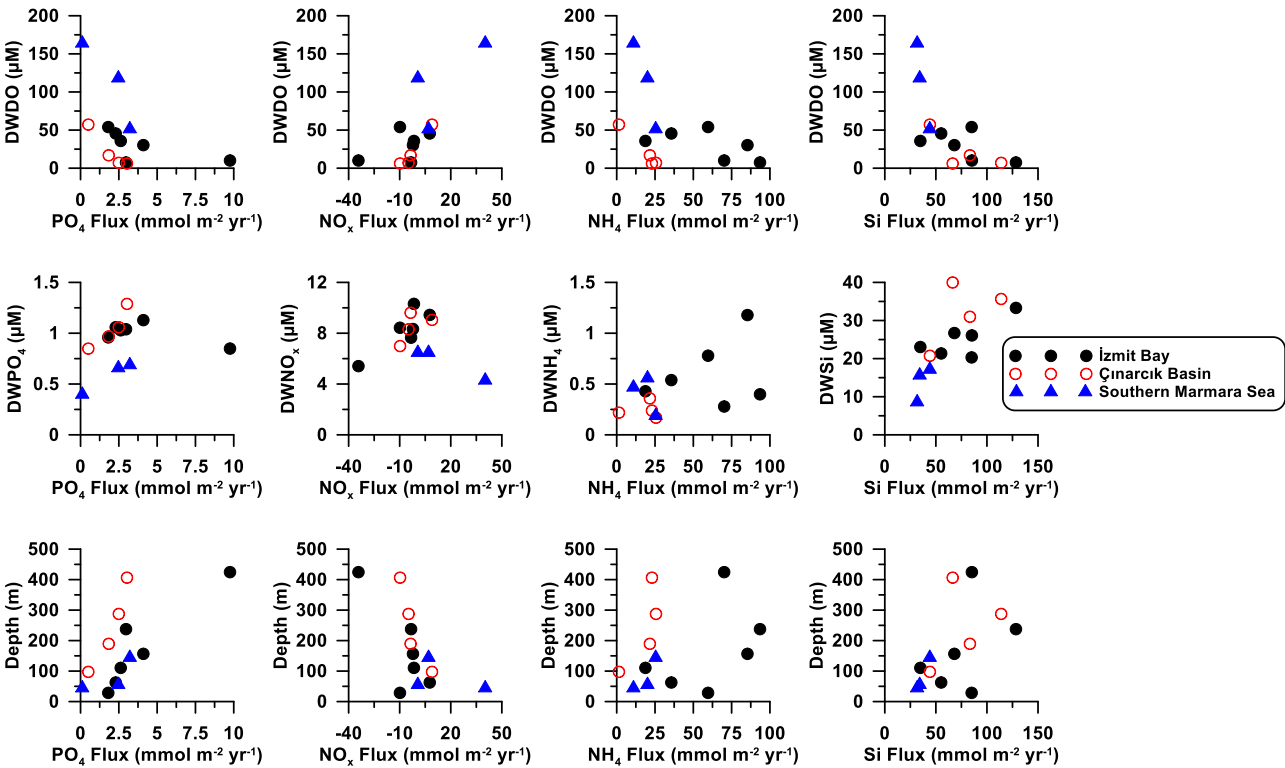 200
150
100
50
0
DWDO (µM)
0 2.5 5 7.5 10
PO4 Flux (mmol m-2 yr-1)
200
150
100
50
0
DWDO (µM)
-40 -10 20 50
NOx Flux (mmol m-2 yr-1)
200
150
100
50
0
DWDO (µM)
0 25 50 75 100
NH4 Flux (mmol m-2 yr-1)
200
150
100
50
0
DWDO (µM)
0 50 100 150
Si Flux (mmol m-2 yr-1)
1.5
1
0.5
0
DWPO4 (µM)
0 2.5 5 7.5 10
PO4 Flux (mmol m-2 yr-1)
12
8
4
0
DWNOx (µM)
-40 -10 20 50
NOx Flux (mmol m-2 yr-1)
1.5
1
0.5
0
DWNH4 (µM)
0 25 50 75 100
NH4 Flux (mmol m-2 yr-1)
40
30
20
10
0
DWSi (µM)
0 50 100 150
Si Flux (mmol m-2 yr-1)
İzmit Bay
Çınarcık Basin
Southern Marmara Sea
500
400
300
200
100
0
Depth (m)
0 2.5 5 7.5 10
PO4 Flux (mmol m-2 yr-1)
500
400
300
200
100
0
Depth (m)
-40 -10 20 50
NOx Flux (mmol m-2 yr-1)
500
400
300
200
100
0
Depth (m)
0 25 50 75 100
NH4 Flux (mmol m-2 yr-1)
500
400
300
200
100
0
Depth (m)
0 50 100 150
Si Flux (mmol m-2 yr-1)